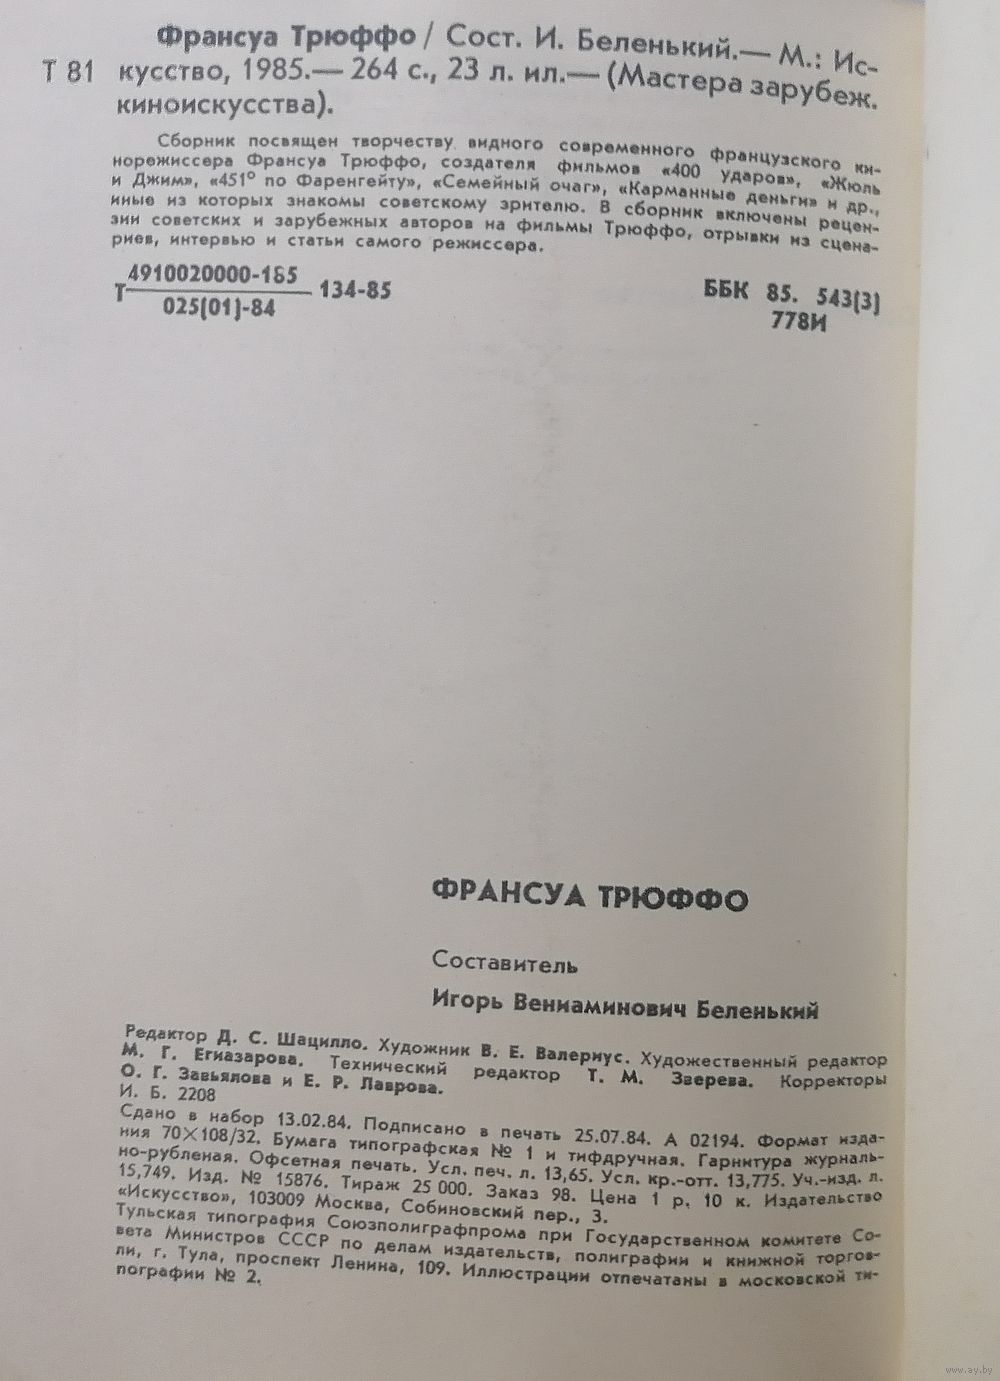 Франсуа Трюффо / Сост. И. Беленький.— М.: Ис-
Т 81 кусство, 1985.— 264 с., 23 л. ил.— (Мастера зарубеж.
киноискусства).
Сборник посвящен творчеству видного современного французского ки-
норежиссера Франсуа Трюффо, создателя фильмов «400 ударов», «Жюль
и Джим», «451° по Фаренгейту», «Семейный очаг», «Карманные деньги» и др.,
иные из которых знакомы советскому зрителю. В сборник включены рецен-
зии советских и зарубежных авторов на фильмы Трюффо, отрывки из сцена-
риев, интервью и статьи самого режиссера.
4910020000-185
Т 134-85
025(01)-84
ББК 85. 543(3)
778И
ФРАНСУА ТРЮФФО
Составитель
Игорь Вениаминович Беленький
Редактор Д. С. Шацилло. Художник В. Е. Валериус. Художественный редактор
М. Г. Егиазарова. Технический редактор Т. М. Зверева. Корректоры
О. Г. Завьялова и Е. Р. Лаврова.
И. Б. 2208
Сдано в набор 13.02.84. Подписано в печать 25.07.84. А 02194. Формат изда-
ния 70×108/32. Бумага типографская № 1 и тифдручная. Гарнитура журналь-
но-рубленая. Офсетная печать. Усл. печ. л. 13,65. Усл. кр.-отт. 13,775. Уч.-изд. л.
15,749. Изд. № 15876. Тираж 25 000. Заказ 98. Цена 1 р. 10 к. Издательство
«Искусство», 103009 Москва, Собиновский пер., 3.
Тульская типография Союзполиграфпрома при Государственном комитете Со-
вета Министров СССР по делам издательств, полиграфии и книжной торгов-
ли, г. Тула, проспект Ленина, 109. Иллюстрации отпечатаны в московской ти-
пографии № 2.
www.ay.by